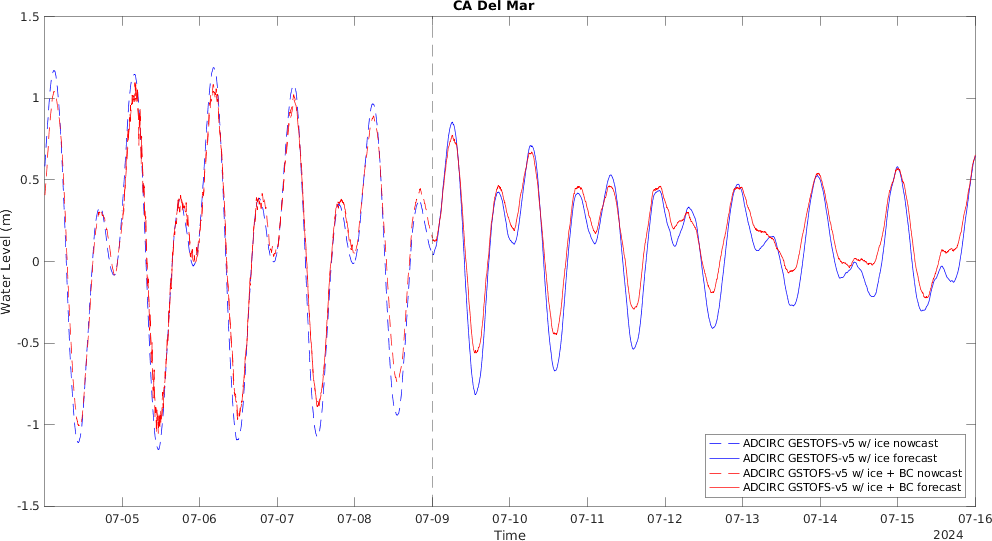 CA Del Mar
1.5
1
0.5
0
-0.5
-1
-1.5
Water Level (m)
07-05 07-06 07-07 07-08 07-09 07-10 07-11 07-12 07-13 07-14 07-15 07-16
Time
2024
ADCIRC GESTOFS-v5 w/ ice nowcast
ADCIRC GESTOFS-v5 w/ ice forecast
ADCIRC GSTOFS-v5 w/ ice + BC nowcast
ADCIRC GSTOFS-v5 w/ ice + BC forecast